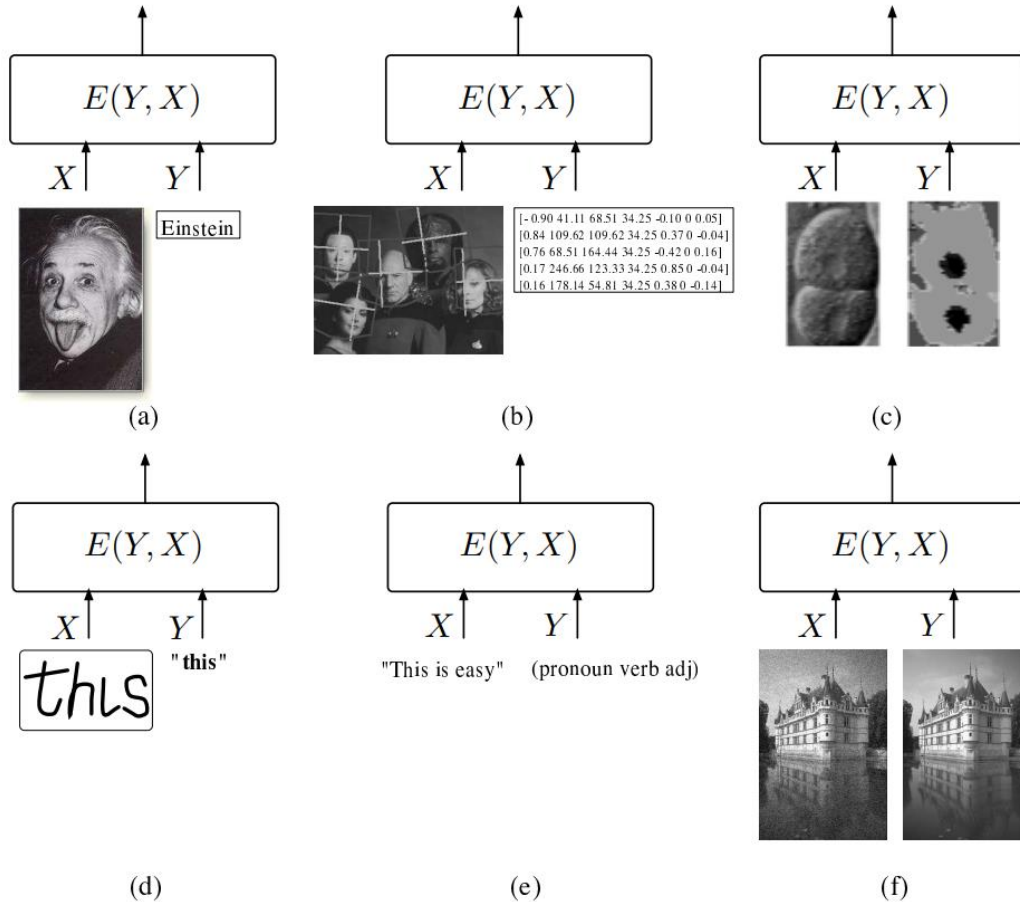 E(Y, X)
E(Y, X)
E(Y, X)
X Y
X Y
X Y
Einstein
[- 0.90 41.11 68.51 34.25 -0.10 0 0.05]
[0.84 109.62 109.62 34.25 0.37 0 -0.04]
[0.76 68.51 164.44 34.25 -0.42 0 0.16]
[0.17 246.66 123.33 34.25 0.85 0 -0.04]
[0.16 178.14 54.81 34.25 0.38 0 -0.14]
(a)
(b)
(c)
E(Y, X)
E(Y, X)
E(Y, X)
X Y
X Y
X Y
this
"this"
"This is easy" (pronoun verb adj)
(d)
(e)
(f)